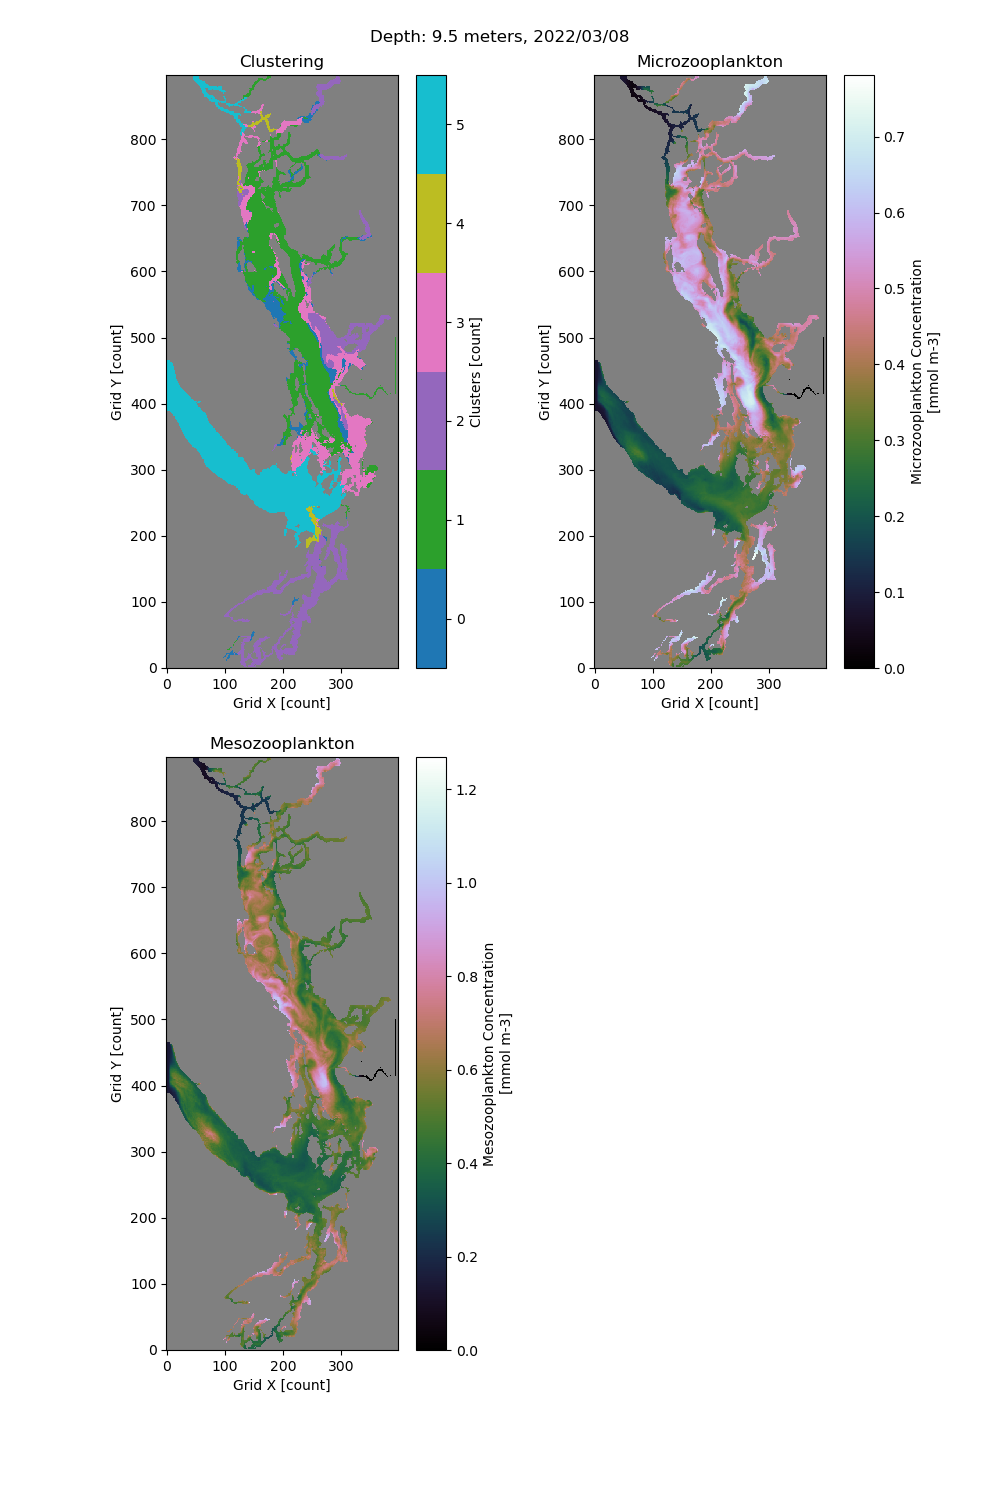 Depth: 9.5 meters, 2022/03/08
Clustering
Grid Y [count]
800
700
600
500
400
300
200
100
0
0 100 200 300
Grid X [count]
5
4
3
2
1
0
Clusters [count]
Microzooplankton
Grid Y [count]
800
700
600
500
400
300
200
100
0
0 100 200 300
Grid X [count]
0.7
0.6
0.5
0.4
0.3
0.2
0.1
0.0
Microzooplankton Concentration
[mmol m-3]
Mesozooplankton
Grid Y [count]
800
700
600
500
400
300
200
100
0
0 100 200 300
Grid X [count]
1.2
1.0
0.8
0.6
0.4
0.2
0.0
Mesozooplankton Concentration
[mmol m-3]